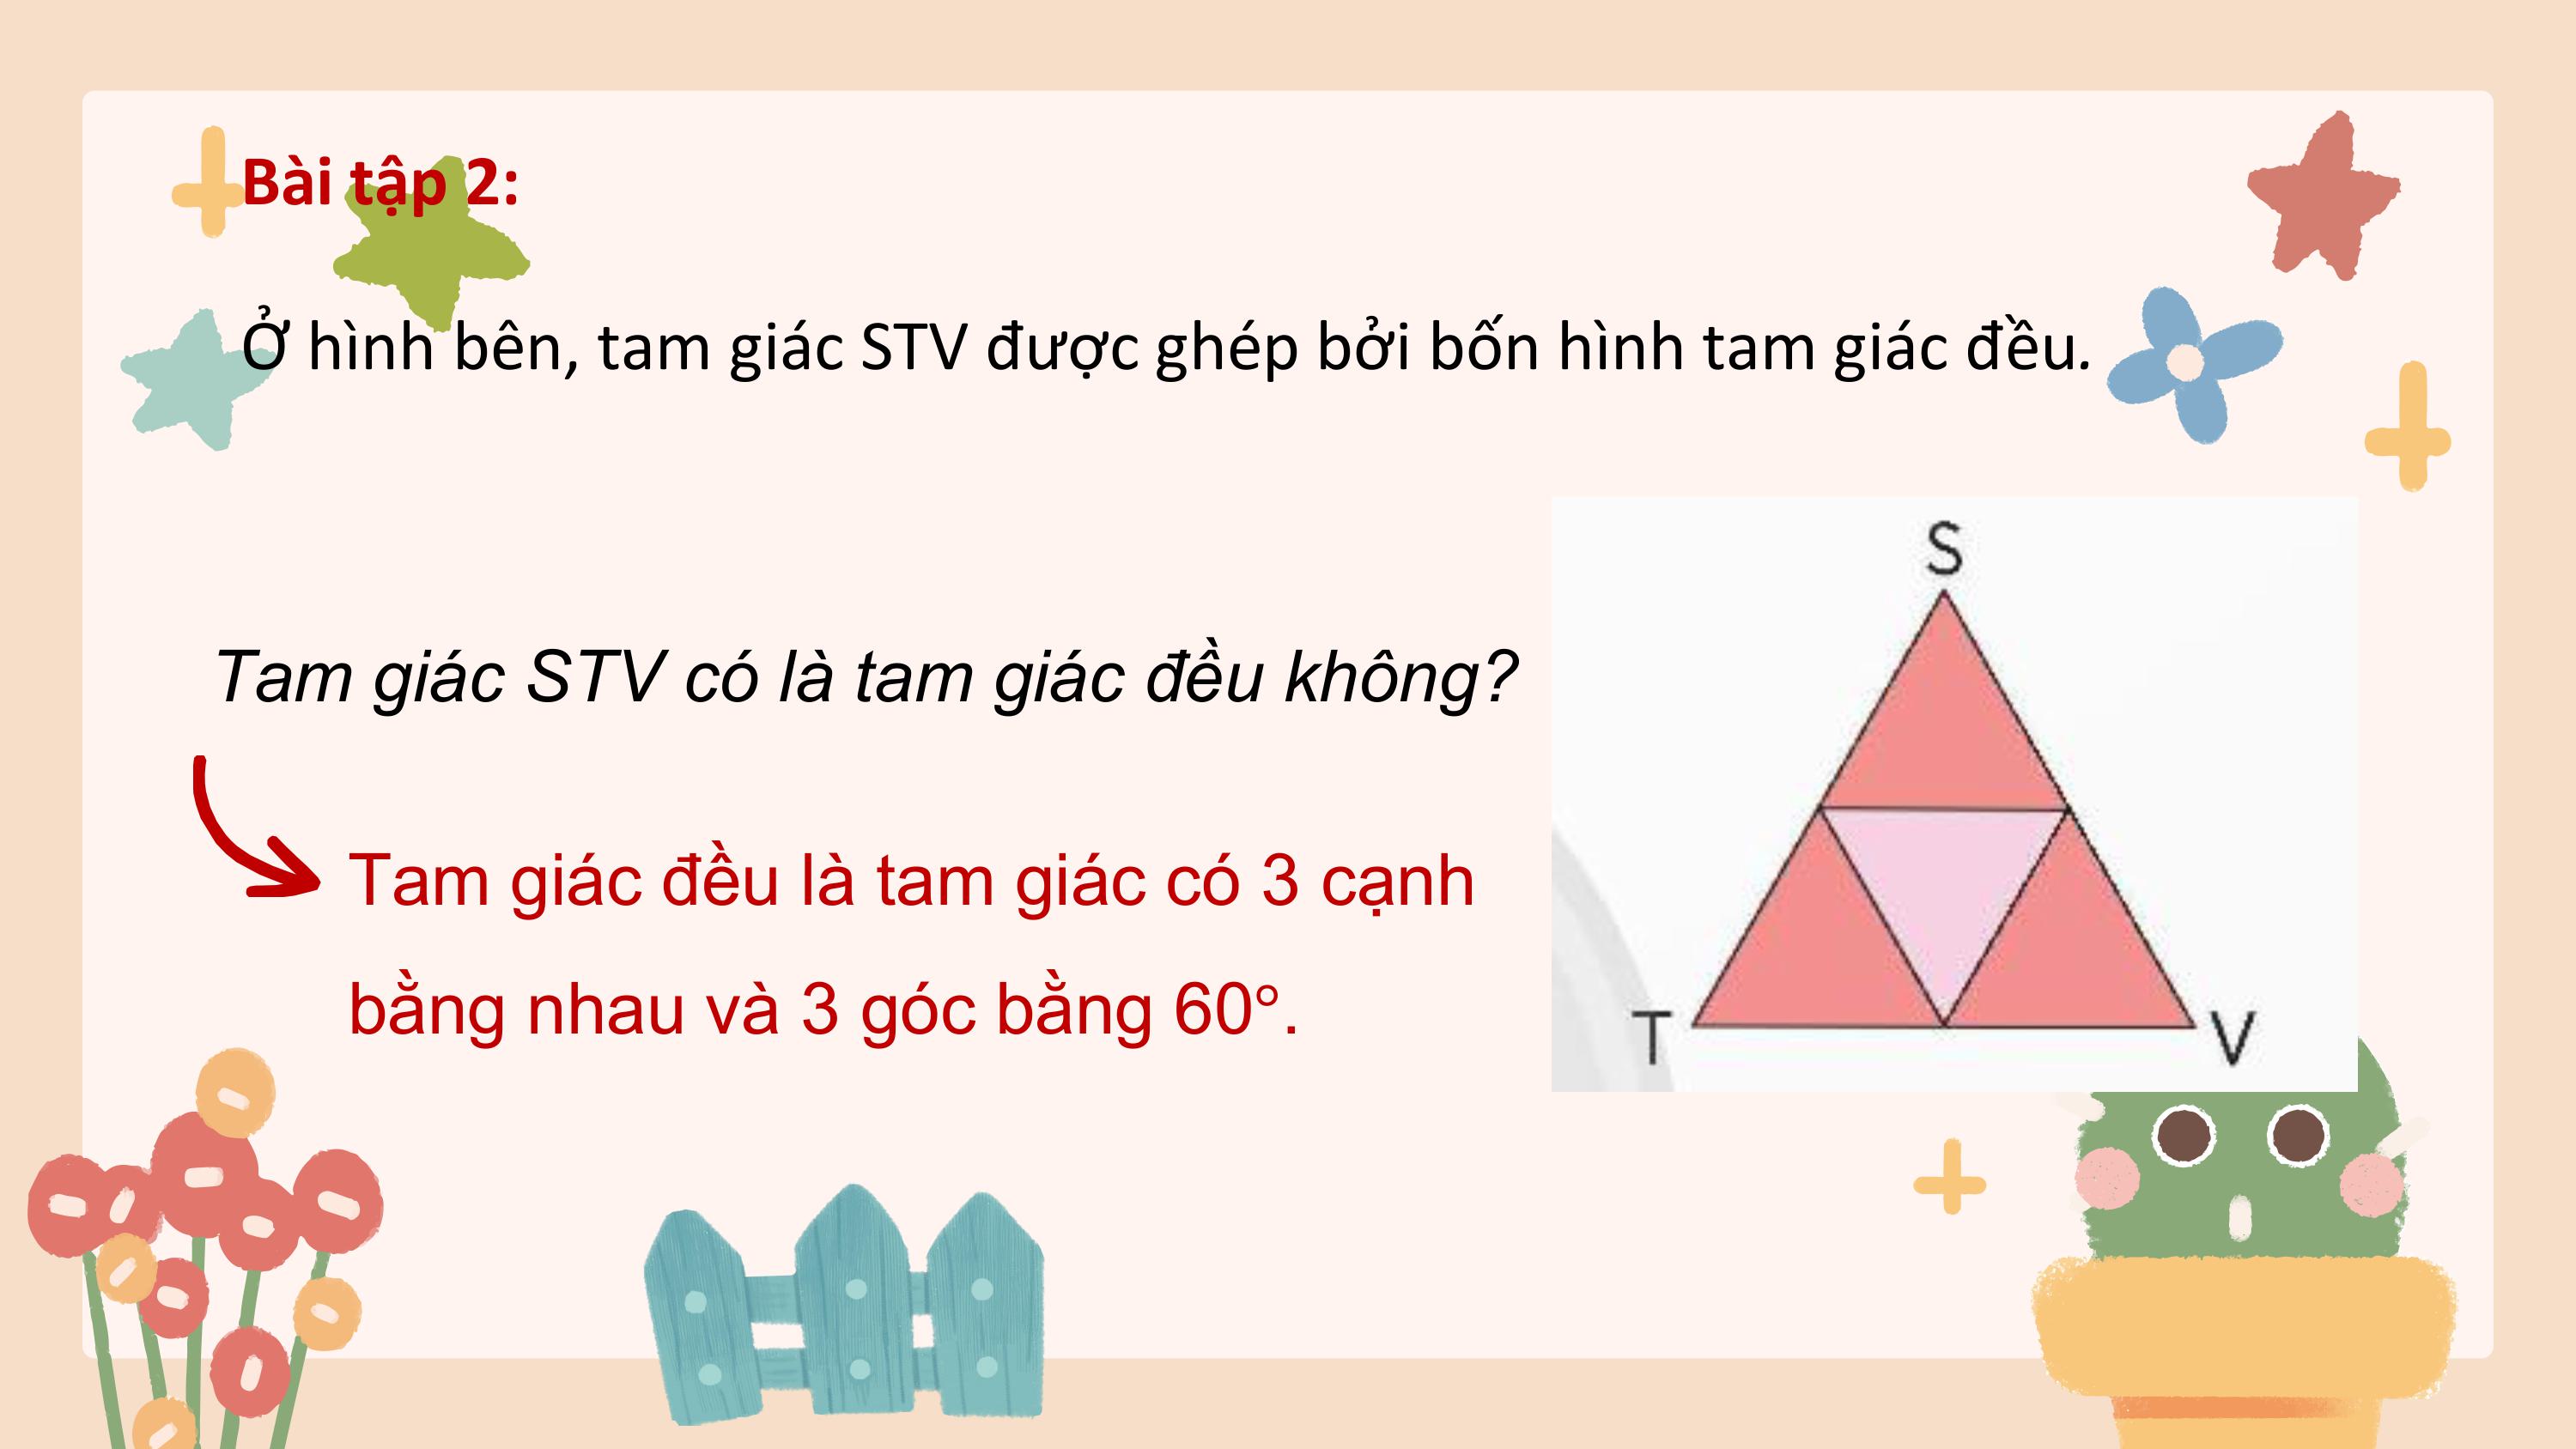 Bài tập 2:
Ở hình bên, tam giác STV được ghép bởi bốn hình tam giác đều.
Tam giác STV có là tam giác đều không?
Tam giác đều là tam giác có 3 cạnh
bằng nhau và 3 góc bằng 60°.
S
T
V